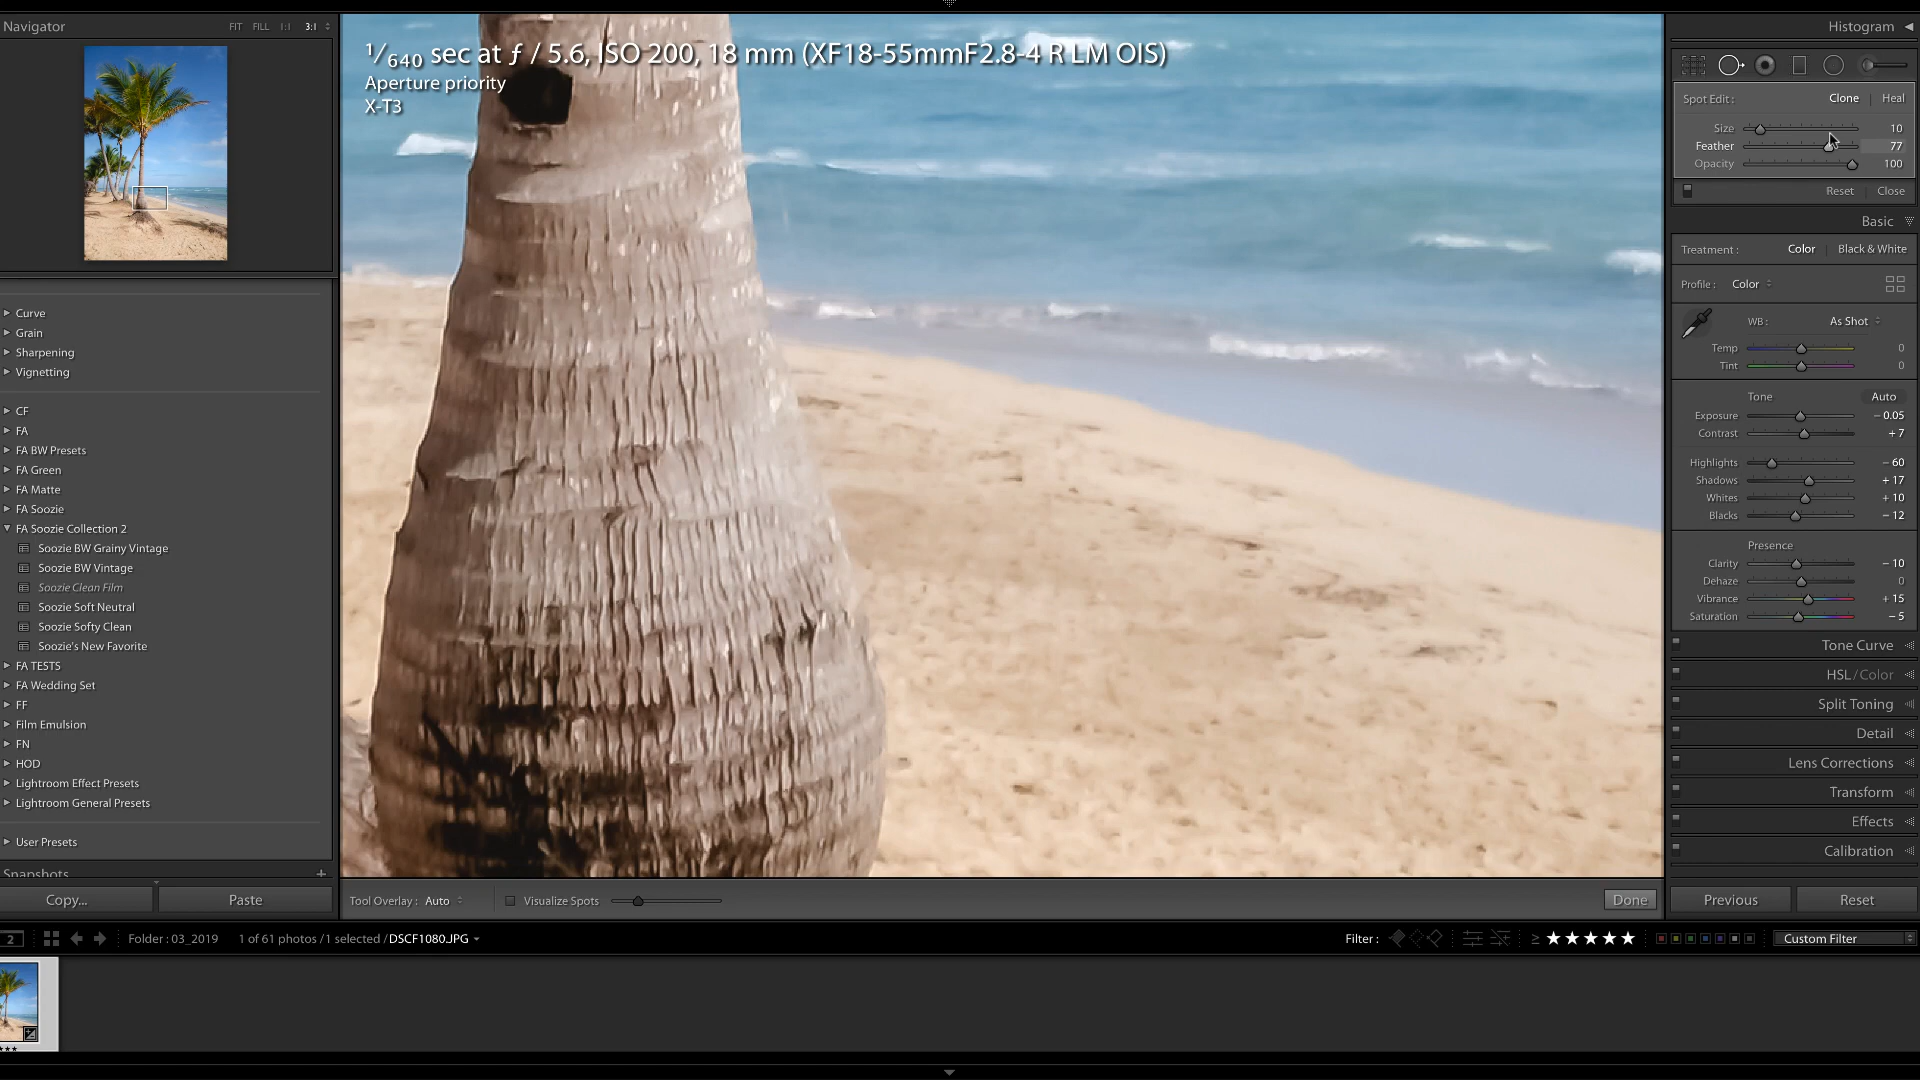 Navigator
FIT FILL 1:1 3:1
Curve
Grain
Sharpening
Vignetting
CF
FA
FA BW Presets
FA Green
FA Matte
FA Soozie
FA Soozie Collection 2
Soozie BW Grainy Vintage
Soozie BW Vintage
Soozie Clean Film
Soozie Soft Neutral
Soozie Softy Clean
Soozie's New Favorite
FA TESTS
FA Wedding Set
FF
Film Emulsion
FN
HOD
Lightroom Effect Presets
Lightroom General Presets
User Presets
Snapshots +
Copy... Paste
1/640 sec at ƒ / 5.6, ISO 200, 18 mm (XF18-55mmF2.8-4 R LM OIS)
Aperture priority
X-T3
Tool Overlay : Auto Visualize Spots Done
Histogram
Spot Edit : Clone | Heal
Size 10
Feather 77
Opacity 100
Reset | Close
Basic
Treatment : Color | Black & White
Profile : Color
WB : As Shot
Temp 0
Tint 0
Tone Auto
Exposure − 0.05
Contrast + 7
Highlights − 60
Shadows + 17
Whites + 10
Blacks − 12
Presence
Clarity − 10
Dehaze 0
Vibrance + 15
Saturation − 5
Tone Curve
HSL / Color
Split Toning
Detail
Lens Corrections
Transform
Effects
Calibration
Previous Reset
2 Folder : 03_2019 1 of 61 photos / 1 selected / DSCF1080.JPG Filter : ≥ ★★★★★ Custom Filter